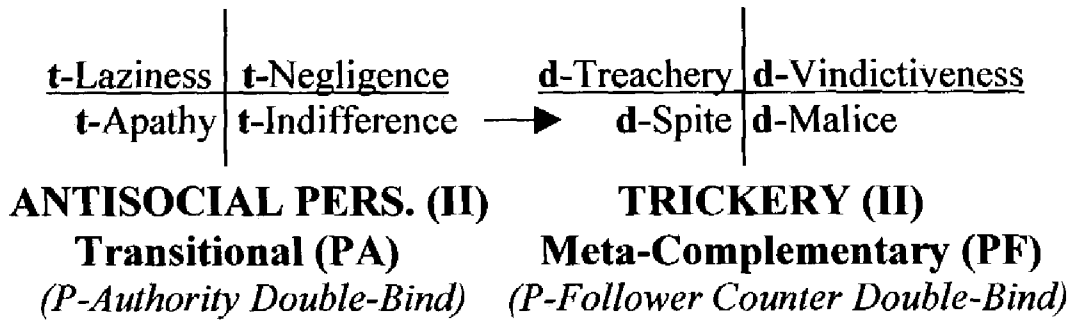 t-Laziness t-Negligence d-Treachery d-Vindictiveness
t-Apathy t-Indifference d-Spite d-Malice
ANTISOCIAL PERS. (II) TRICKERY (II)
Transitional (PA) Meta-Complementary (PF)
(P-Authority Double-Bind) (P-Follower Counter Double-Bind)